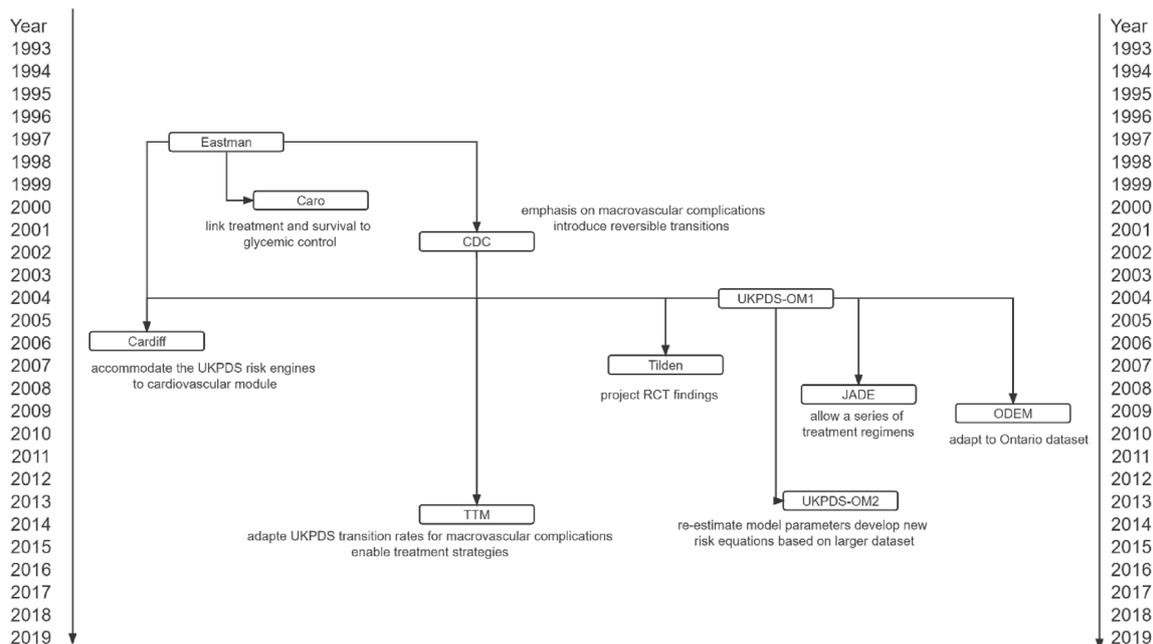 Year
1993
1994
1995
1996
1997
1998
1999
2000
2001
2002
2003
2004
2005
2006
2007
2008
2009
2010
2011
2012
2013
2014
2015
2016
2017
2018
2019
Eastman
Caro
link treatment and survival to
glycemic control
emphasis on macrovascular complications
introduce reversible transitions
CDC
UKPDS-OM1
Cardiff
accommodate the UKPDS risk engines
to cardiovascular module
Tilden
project RCT findings
JADE
allow a series of
treatment regimens
ODEM
adapt to Ontario dataset
TTM
adapte UKPDS transition rates for macrovascular complications
enable treatment strategies
UKPDS-OM2
re-estimate model parameters develop new
risk equations based on larger dataset
Year
1993
1994
1995
1996
1997
1998
1999
2000
2001
2002
2003
2004
2005
2006
2007
2008
2009
2010
2011
2012
2013
2014
2015
2016
2017
2018
2019